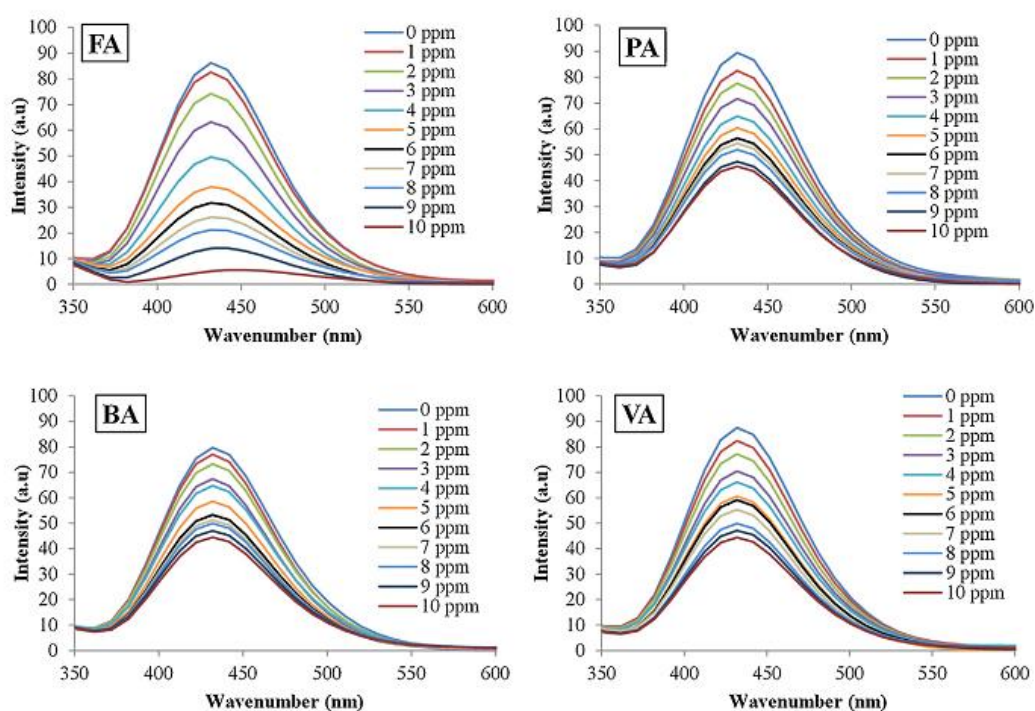 FA
Intensity (a.u)
100
90
80
70
60
50
40
30
20
10
0
350 400 450 500 550 600
Wavenumber (nm)
0 ppm
1 ppm
2 ppm
3 ppm
4 ppm
5 ppm
6 ppm
7 ppm
8 ppm
9 ppm
10 ppm
PA
Intensity (a.u)
100
90
80
70
60
50
40
30
20
10
0
350 400 450 500 550 600
Wavenumber (nm)
0 ppm
1 ppm
2 ppm
3 ppm
4 ppm
5 ppm
6 ppm
7 ppm
8 ppm
9 ppm
10 ppm
BA
Intensity (a.u)
100
90
80
70
60
50
40
30
20
10
0
350 400 450 500 550 600
Wavenumber (nm)
0 ppm
1 ppm
2 ppm
3 ppm
4 ppm
5 ppm
6 ppm
7 ppm
8 ppm
9 ppm
10 ppm
VA
Intensity (a.u)
100
90
80
70
60
50
40
30
20
10
0
350 400 450 500 550 600
Wavenumber (nm)
0 ppm
1 ppm
2 ppm
3 ppm
4 ppm
5 ppm
6 ppm
7 ppm
8 ppm
9 ppm
10 ppm